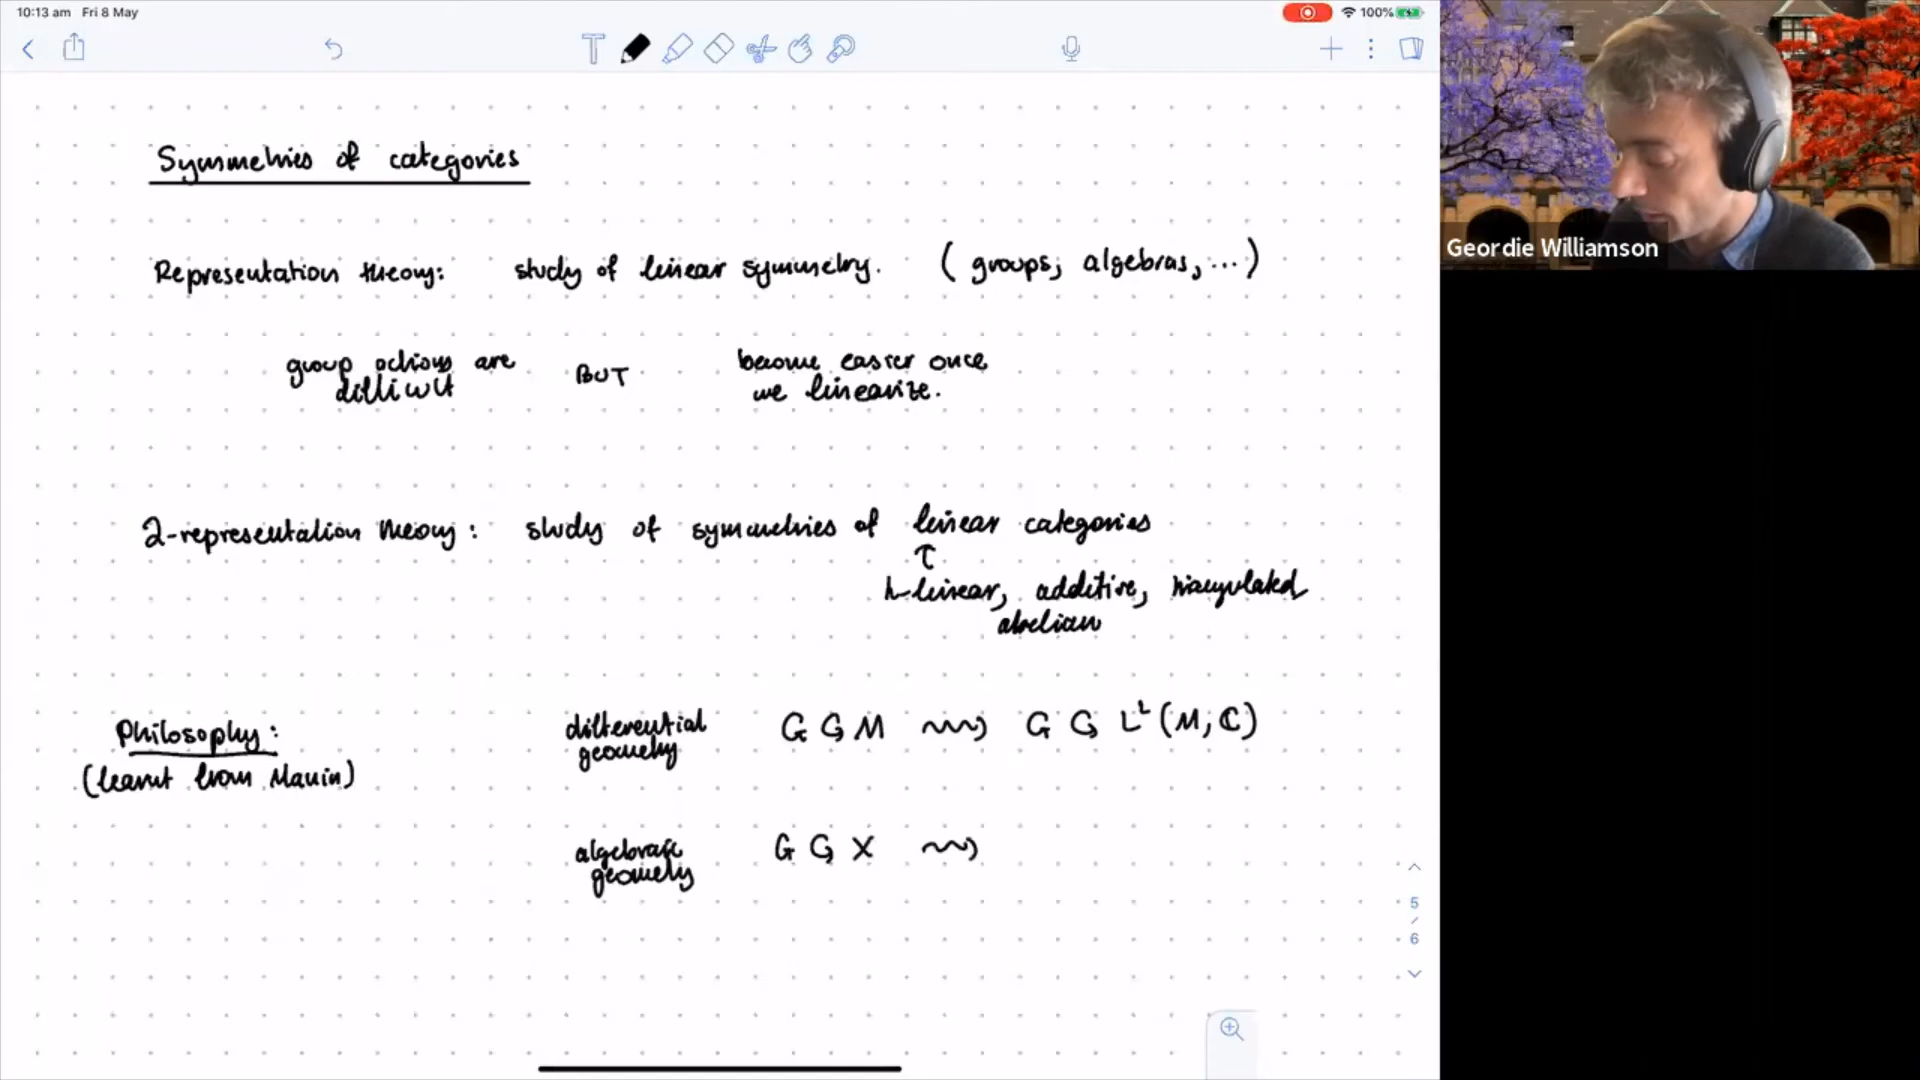 10:13 am Fri 8 May
100%
Symmetries of categories
Representation theory: study of linear symmetry. (groups, algebras, ...)
group actions are difficult BUT become easier once we linearize.
2-representation theory: study of symmetries of linear categories
↑
k-linear, additive, triangulated
abelian
Philosophy:
(learnt from Manin)
differential geometry G ↺ M ⇝ G ↺ L² (M, ℂ)
algebraic geometry G ↺ X ⇝
5
/
6
Geordie Williamson